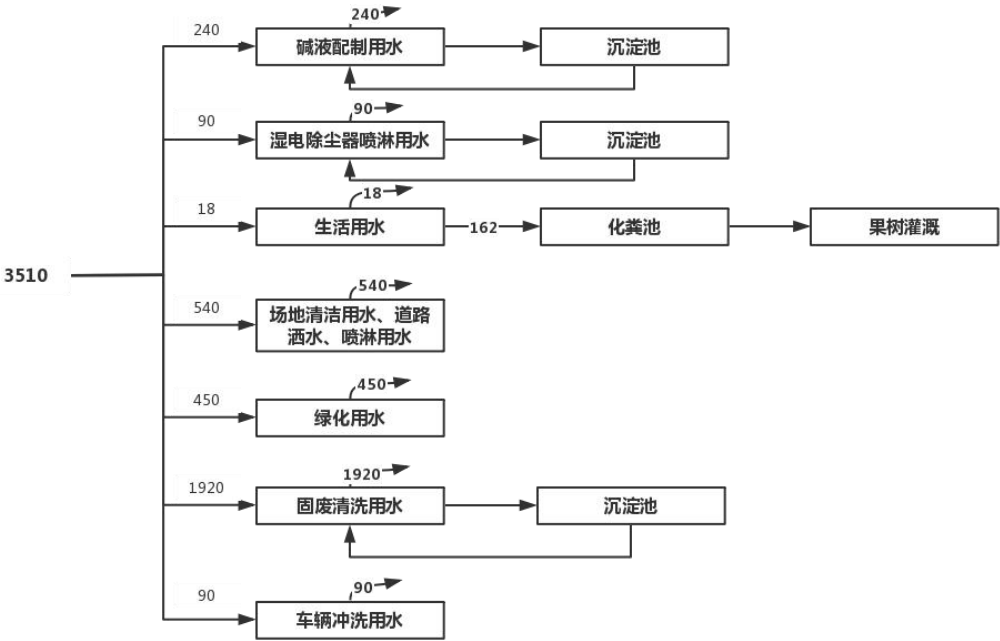 240
240
碱液配制用水
沉淀池
90
90
湿电除尘器喷淋用水
沉淀池
18
18
生活用水
162
化粪池
果树灌溉
3510
540
540
场地清洁用水、道路
洒水、喷淋用水
450
450
绿化用水
1920
1920
固废清洗用水
沉淀池
90
90
车辆冲洗用水